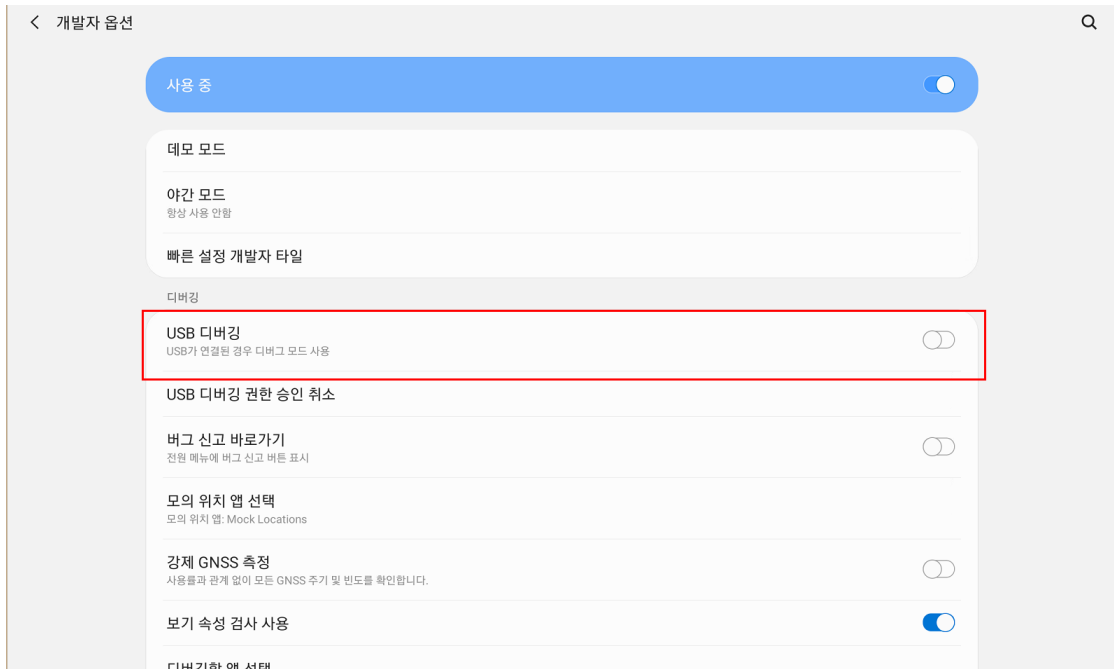 개발자 옵션
사용 중
데모 모드
야간 모드
항상 사용 안함
빠른 설정 개발자 타일
디버깅
USB 디버깅
USB가 연결된 경우 디버그 모드 사용
USB 디버깅 권한 승인 취소
버그 신고 바로가기
전원 메뉴에 버그 신고 버튼 표시
모의 위치 앱 선택
모의 위치 앱: Mock Locations
강제 GNSS 측정
사용률과 관계 없이 모든 GNSS 주기 및 빈도를 확인합니다.
보기 속성 검사 사용
디버깅할 앱 선택